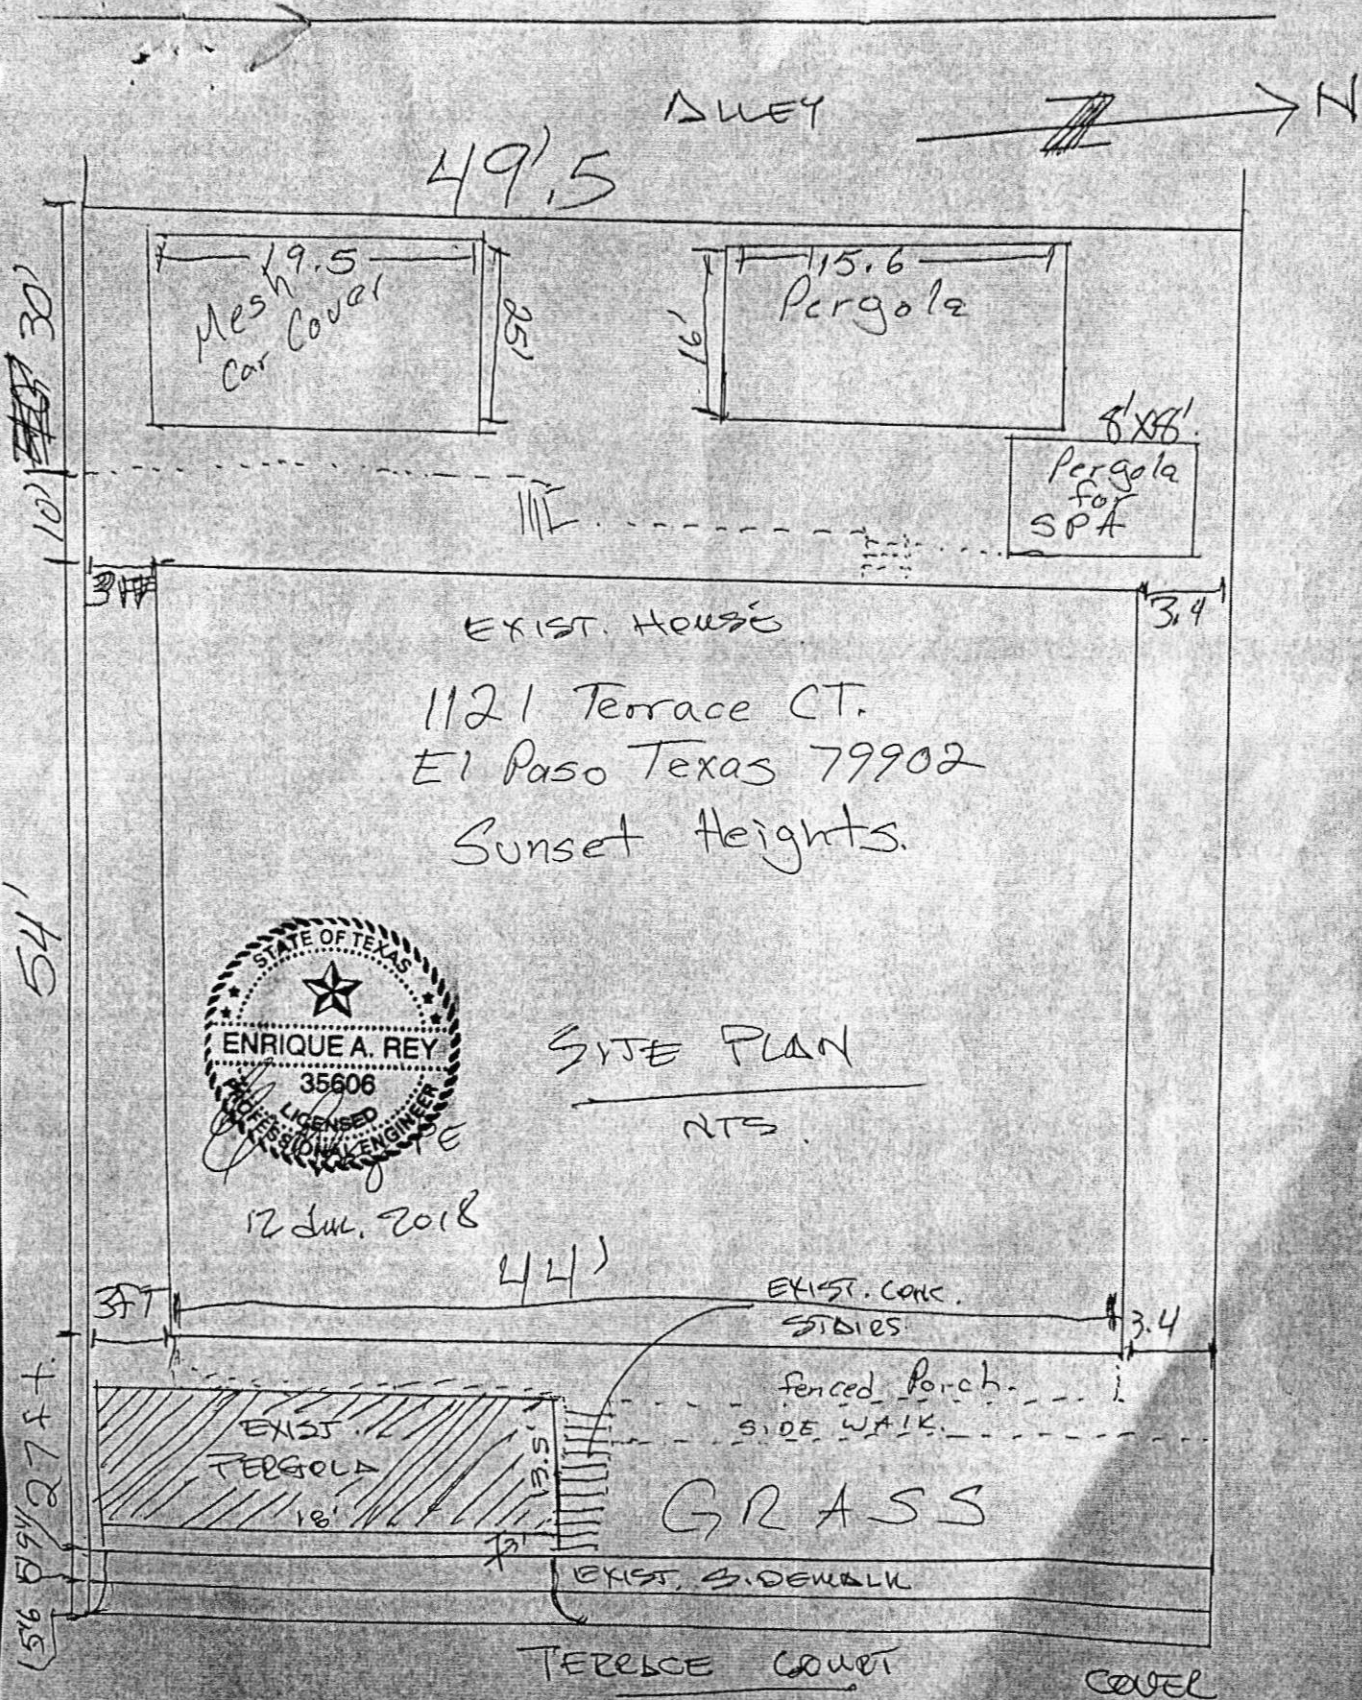 ALLEY
N
49'.5
19.5
Mesh
Car Cover
25'
15.6
Pergola
16'
30'
8'X8'
Pergola
for
SPA
10'
3.4
EXIST. HOUSE
1121 Terrace CT.
El Paso Texas 79902
Sunset Heights.
54'
STATE OF TEXAS
ENRIQUE A. REY
35606
LICENSED
PROFESSIONAL ENGINEER
PE
SITE PLAN
NTS.
44'
EXIST. CONC.
STAIRS
3FT
3.4
fenced Porch.
SIDE WALK.
27 ft.
EXIST.
PERGOLA
13.5'
18'
GRASS
EXIST. SIDEWALK
TERRACE COURT
COVER